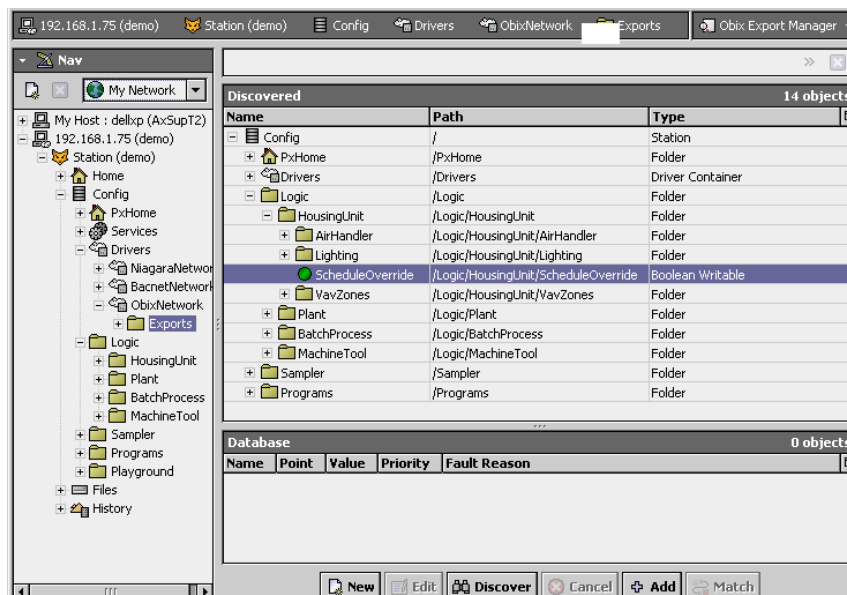 192.168.1.75 (demo) Station (demo) Config Drivers ObixNetwork Exports Obix Export Manager
Nav
My Network
My Host : dellxp (AxSupT2)
192.168.1.75 (demo)
Station (demo)
Home
Config
PxHome
Services
Drivers
NiagaraNetwor
BacnetNetwork
ObixNetwork
Exports
Logic
HousingUnit
Plant
BatchProcess
MachineTool
Sampler
Programs
Playground
Files
History
Discovered 14 objects
Name Path Type
Config / Station
PxHome /PxHome Folder
Drivers /Drivers Driver Container
Logic /Logic Folder
HousingUnit /Logic/HousingUnit Folder
AirHandler /Logic/HousingUnit/AirHandler Folder
Lighting /Logic/HousingUnit/Lighting Folder
ScheduleOverride /Logic/HousingUnit/ScheduleOverride Boolean Writable
VavZones /Logic/HousingUnit/VavZones Folder
Plant /Logic/Plant Folder
BatchProcess /Logic/BatchProcess Folder
MachineTool /Logic/MachineTool Folder
Sampler /Sampler Folder
Programs /Programs Folder
Database 0 objects
Name Point Value Priority Fault Reason
New Edit Discover Cancel Add Match